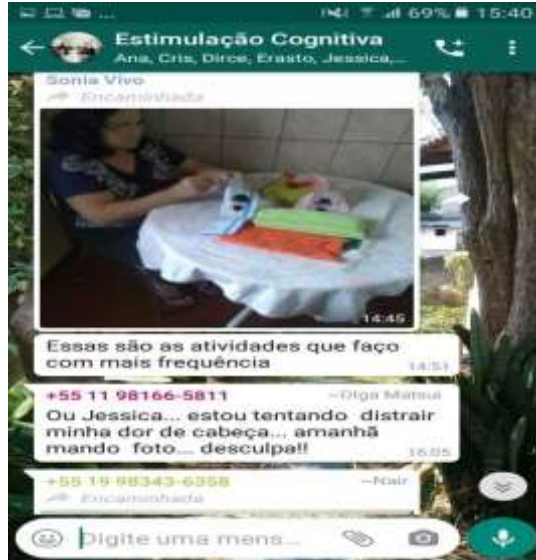 69% 15:40
Estimulação Cognitiva
Ana, Cris, Dirce, Erasto, Jessica,...
Sonia Vivo
Encaminhada
14:45
Essas são as atividades que faço
com mais frequência
14:51
+55 11 98166-5811 ~Olga Matsui
Ou Jessica... estou tentando distrair
minha dor de cabeça... amanhã
mando foto... desculpa!!
16:05
+55 19 98343-6358 ~Nair
Encaminhada
Digite uma mens...